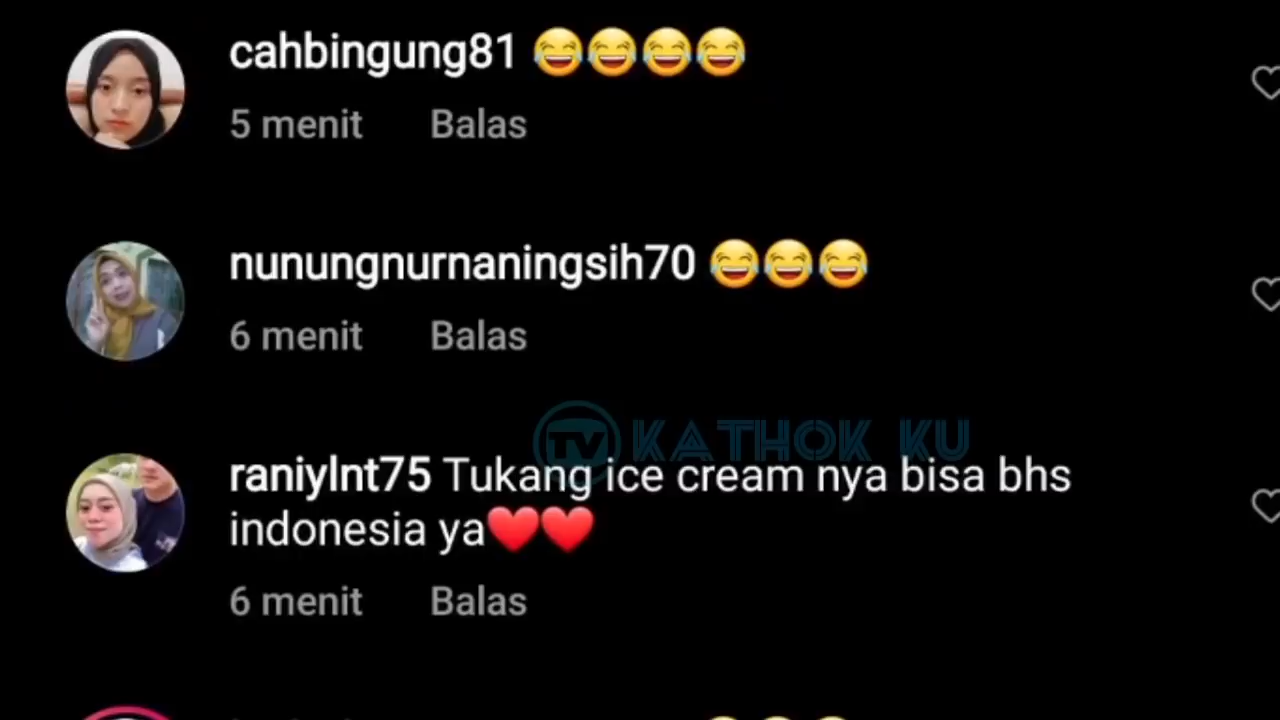 cahbingung81 😂😂😂😂
5 menit Balas
nunungnurnaningsih70 😂😂😂
6 menit Balas
TV KATHOK KU
raniylnt75 Tukang ice cream nya bisa bhs
indonesia ya❤️❤️
6 menit Balas